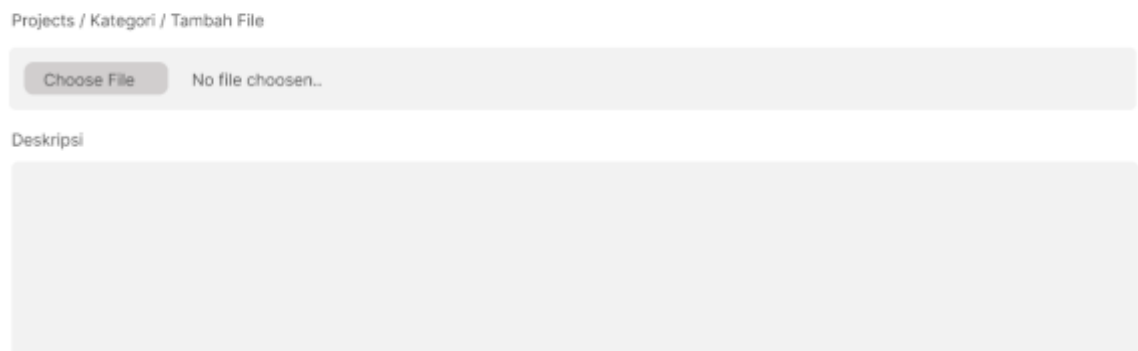 Projects / Kategori / Tambah File
Choose File No file choosen..
Deskripsi